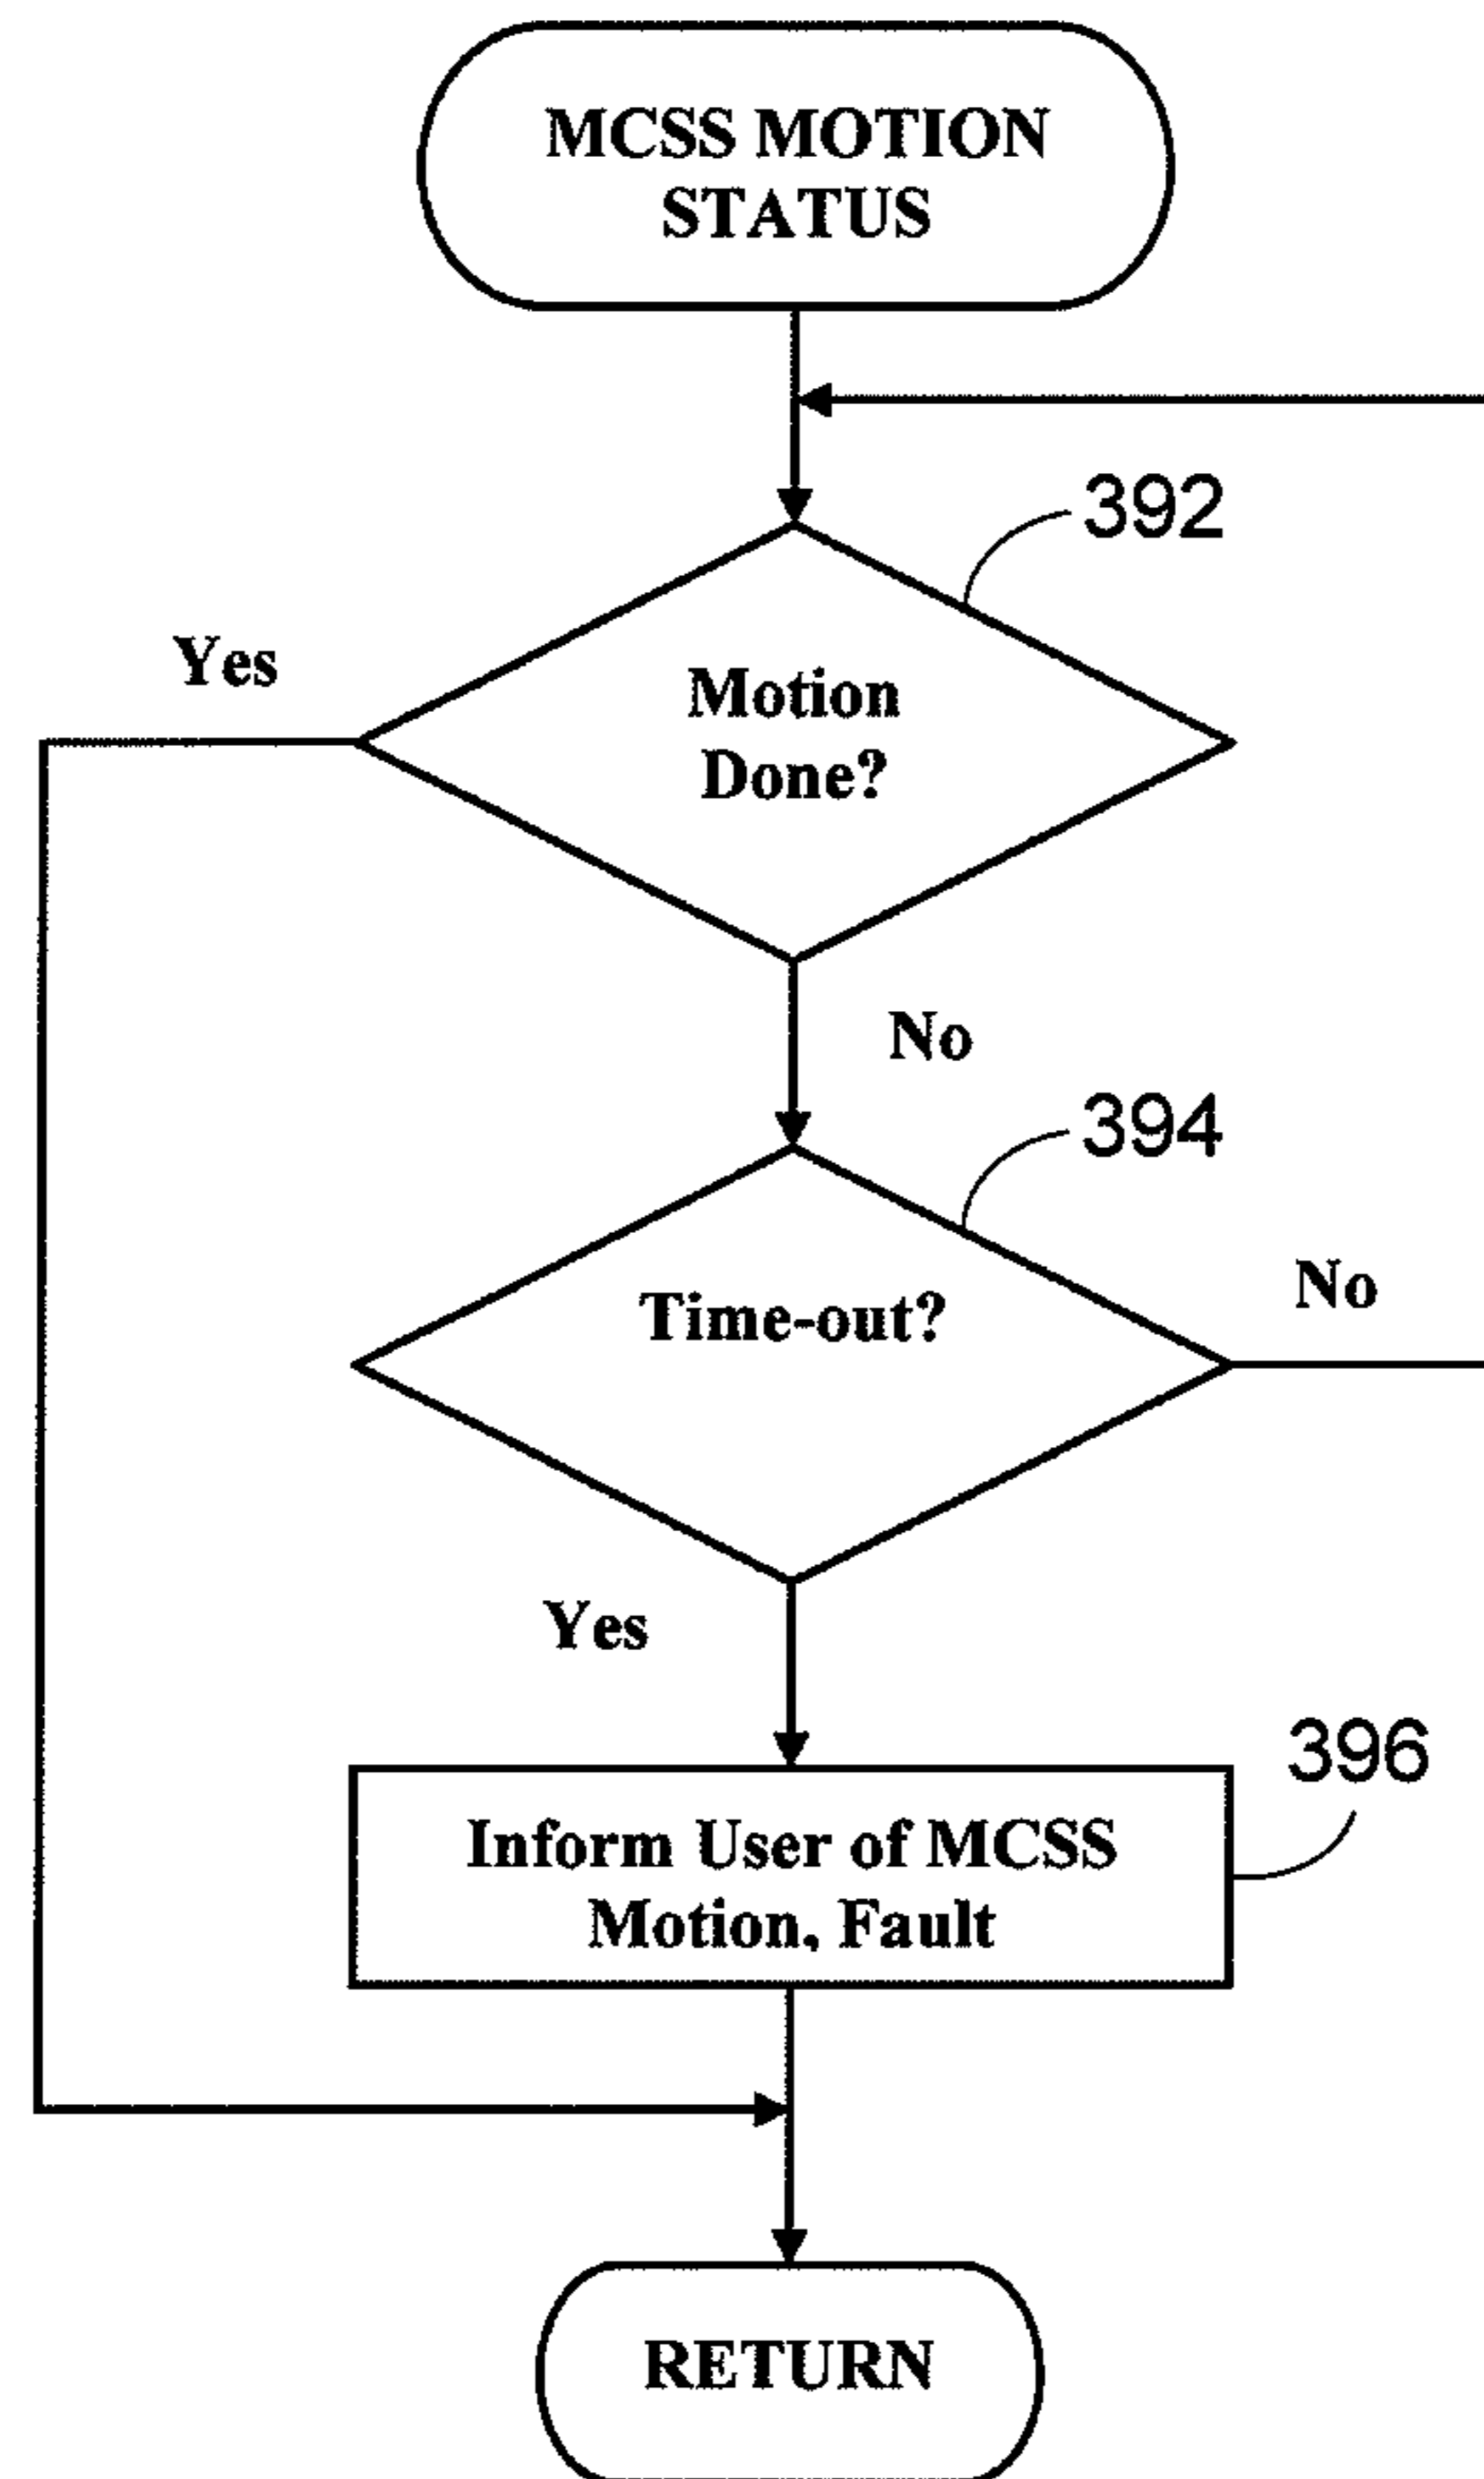 MCSS MOTION
STATUS
392
Yes
Motion
Done?
No
394
No
Time-out?
Yes
396
Inform User of MCSS
Motion, Fault
RETURN